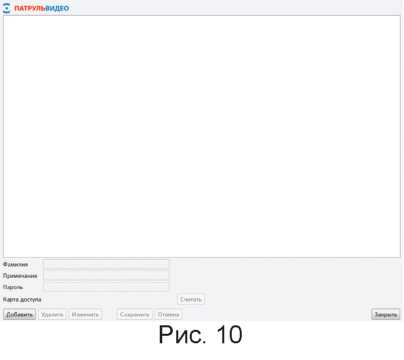 ПАТРУЛЬВИДЕО
Фамилия
Примечание
Пароль
Карта доступа Считать
Добавить Удалить Изменить Сохранить Отмена Закрыть
Рис. 10